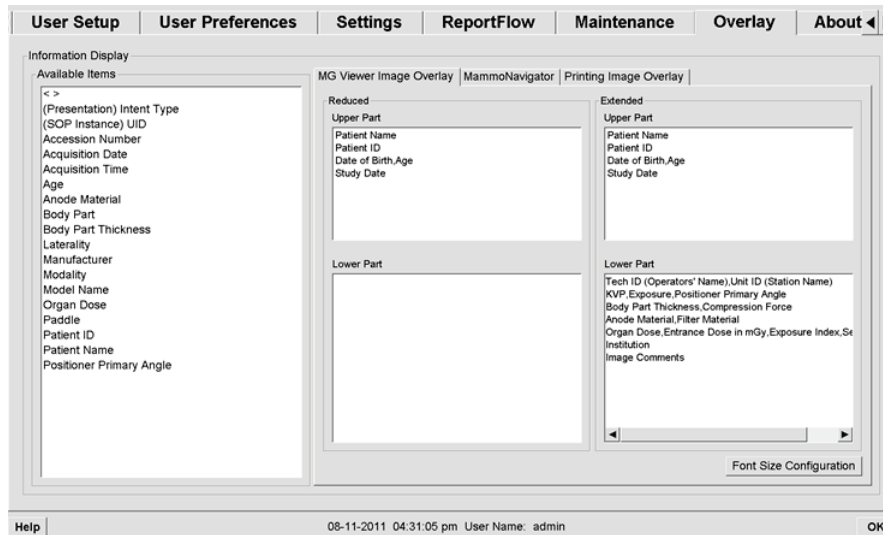 User Setup User Preferences Settings ReportFlow Maintenance Overlay About
Information Display
Available Items
< >
(Presentation) Intent Type
(SOP Instance) UID
Accession Number
Acquisition Date
Acquisition Time
Age
Anode Material
Body Part
Body Part Thickness
Laterality
Manufacturer
Modality
Model Name
Organ Dose
Paddle
Patient ID
Patient Name
Positioner Primary Angle
MG Viewer Image Overlay MammoNavigator Printing Image Overlay
Reduced
Upper Part
Patient Name
Patient ID
Date of Birth,Age
Study Date
Lower Part
Extended
Upper Part
Patient Name
Patient ID
Date of Birth,Age
Study Date
Lower Part
Tech ID (Operators' Name),Unit ID (Station Name)
KVP,Exposure,Positioner Primary Angle
Body Part Thickness,Compression Force
Anode Material,Filter Material
Organ Dose,Entrance Dose in mGy,Exposure Index,Se
Institution
Image Comments
Font Size Configuration
Help 08-11-2011 04:31:05 pm User Name: admin OK